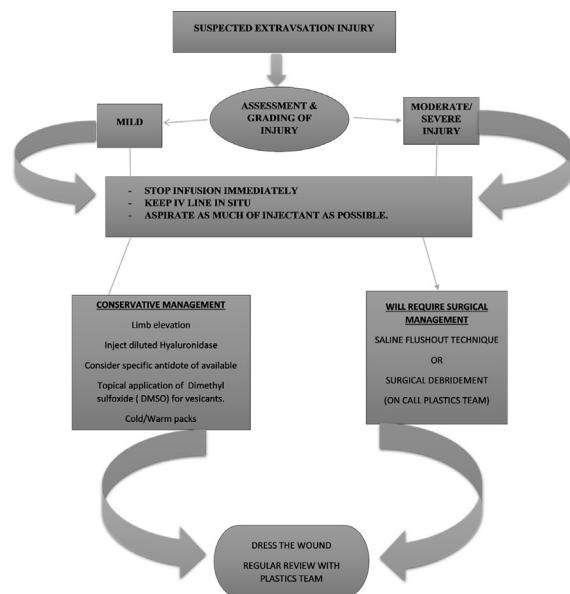 SUSPECTED EXTRAVSATION INJURY
ASSESSMENT &
GRADING OF
INJURY
MILD
MODERATE/
SEVERE
INJURY
- STOP INFUSION IMMEDIATELY
- KEEP IV LINE IN SITU
- ASPIRATE AS MUCH OF INJECTANT AS POSSIBLE.
CONSERVATIVE MANAGEMENT
Limb elevation
Inject diluted Hyaluronidase
Consider specific antidote of available
Topical application of Dimethyl
sulfoxide ( DMSO) for vesicants.
Cold/Warm packs
WILL REQUIRE SURGICAL
MANAGEMENT
SALINE FLUSHOUT TECHNIQUE
OR
SURGICAL DEBRIDEMENT
(ON CALL PLASTICS TEAM)
DRESS THE WOUND
REGULAR REVIEW WITH
PLASTICS TEAM